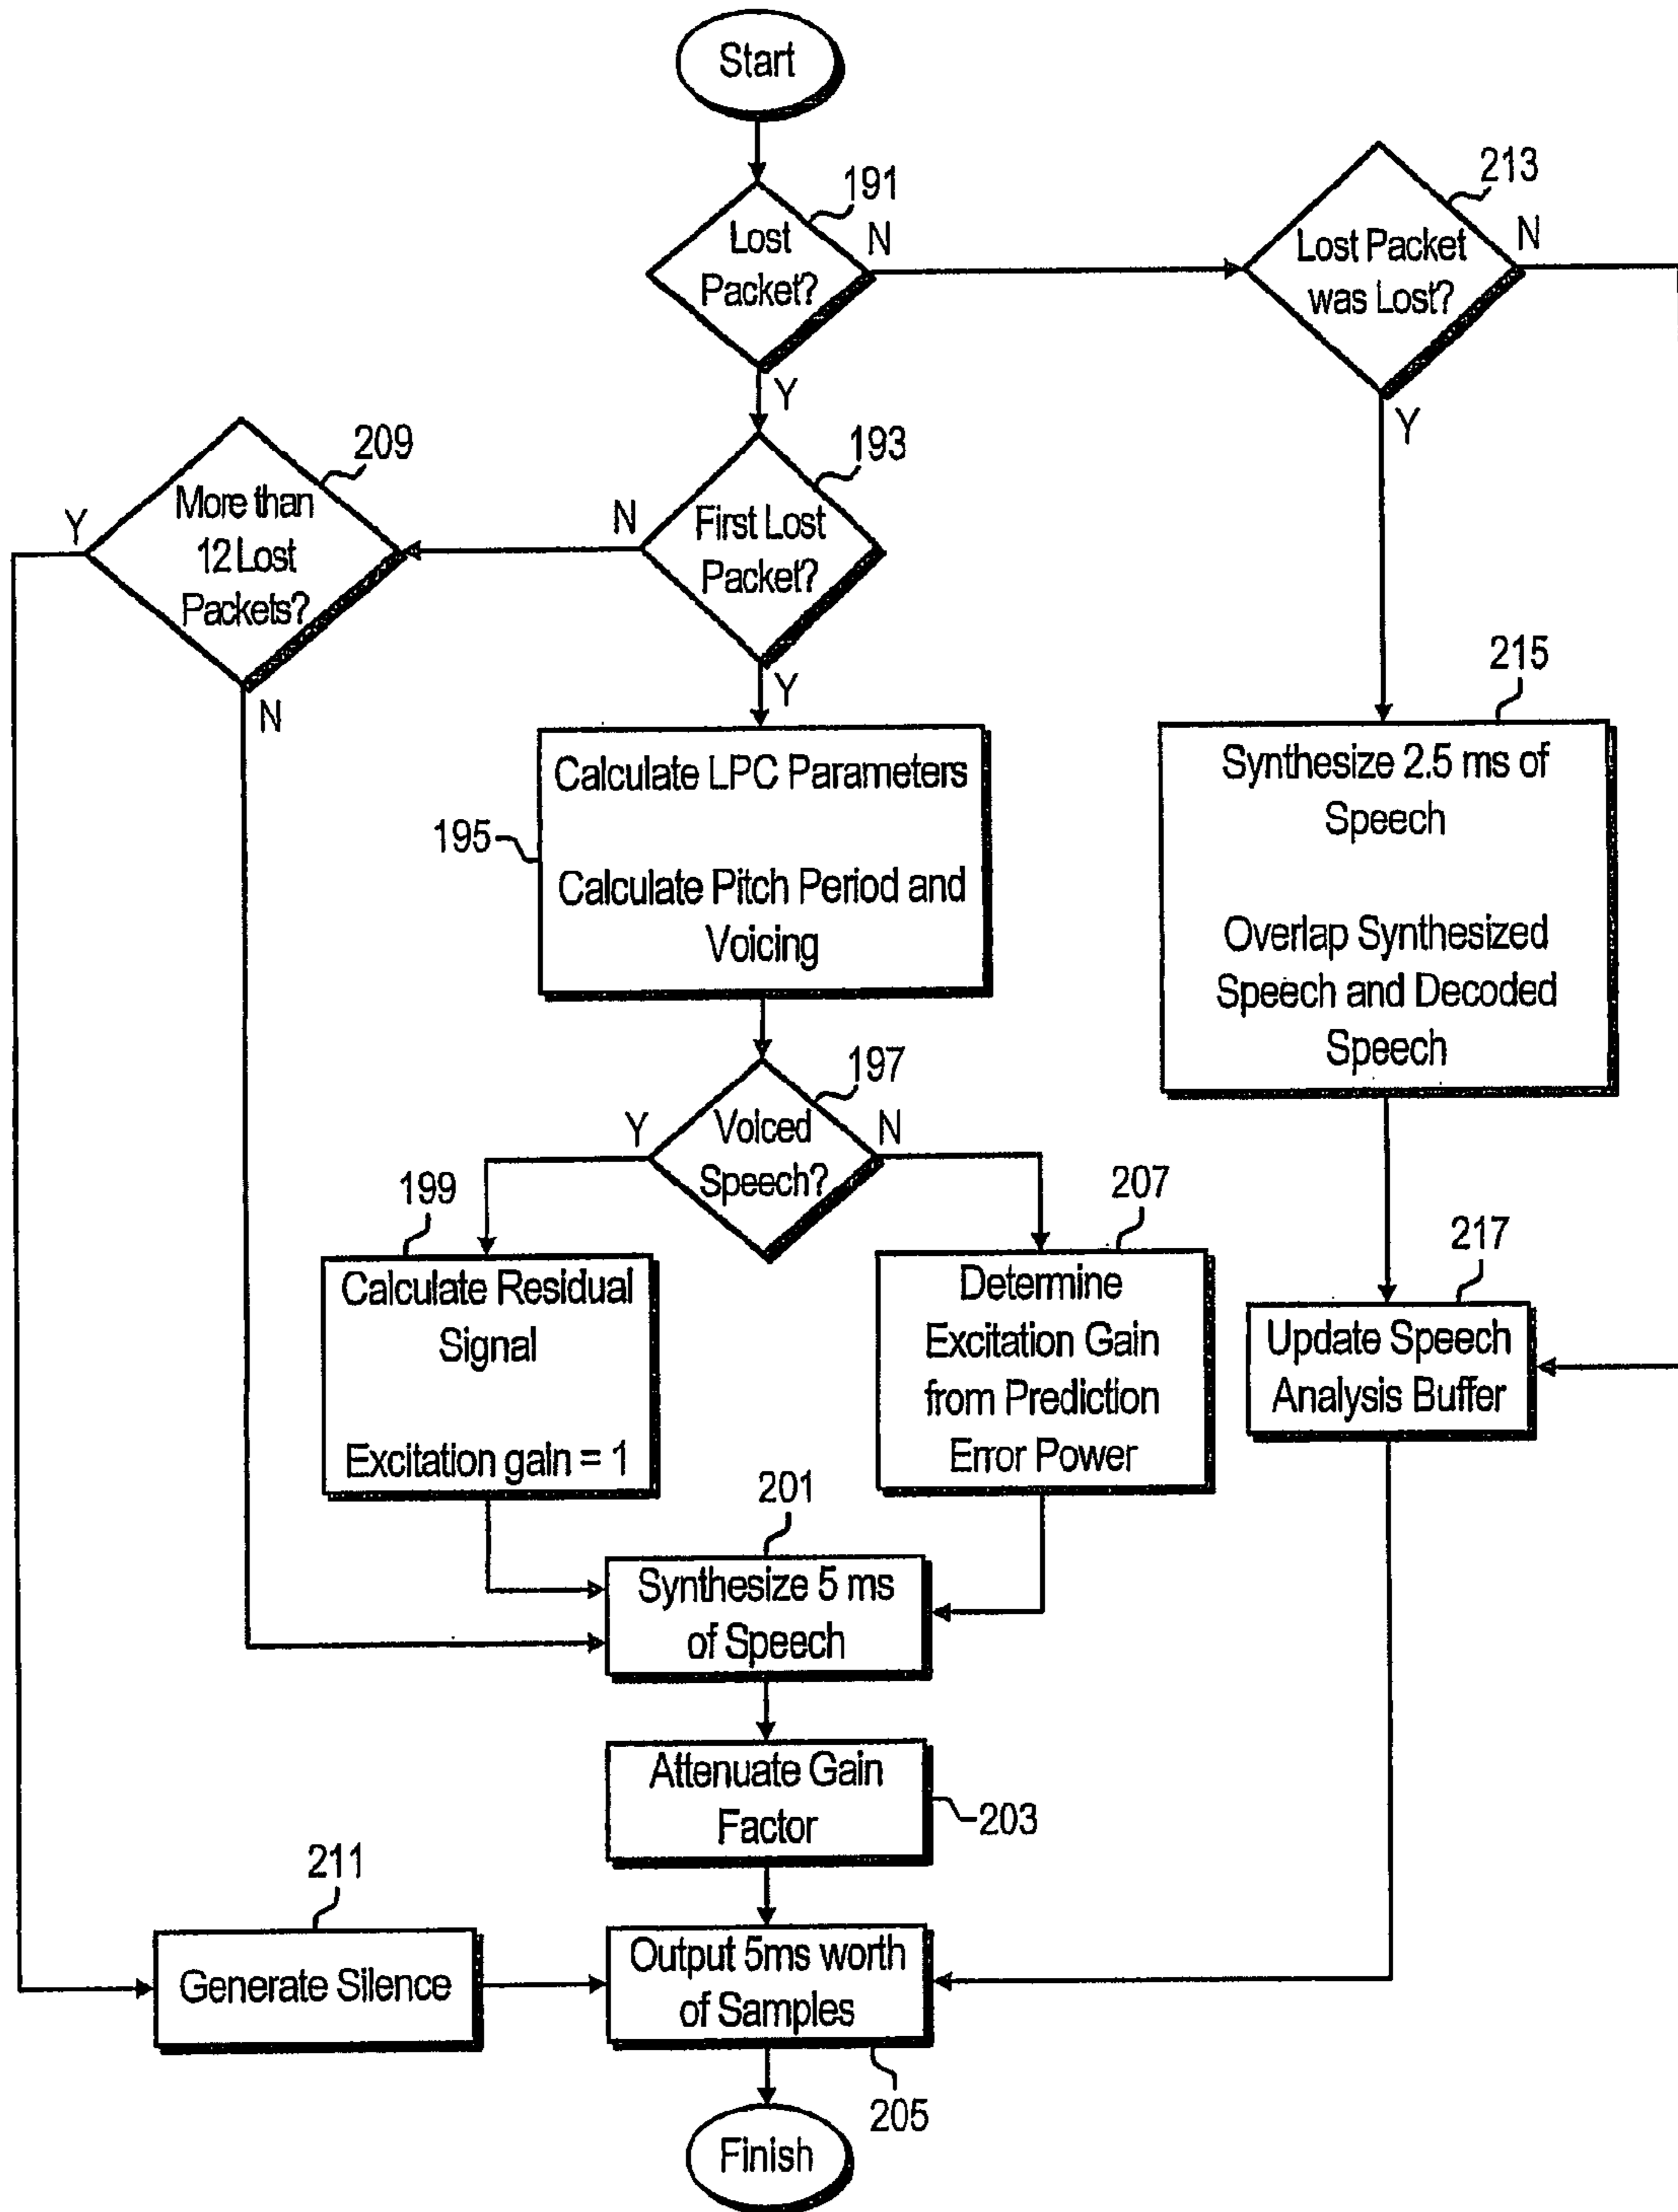 Start
191
Lost
Packet?
N
Y
213
Lost Packet
was Lost?
N
Y
209
More than
12 Lost
Packets?
Y
N
193
First Lost
Packet?
N
Y
195
Calculate LPC Parameters
Calculate Pitch Period and
Voicing
215
Synthesize 2.5 ms of
Speech
Overlap Synthesized
Speech and Decoded
Speech
197
Voiced
Speech?
Y
N
199
Calculate Residual
Signal
Excitation gain = 1
207
Determine
Excitation Gain
from Prediction
Error Power
217
Update Speech
Analysis Buffer
201
Synthesize 5 ms
of Speech
Attenuate Gain
Factor
203
211
Generate Silence
Output 5ms worth
of Samples
205
Finish